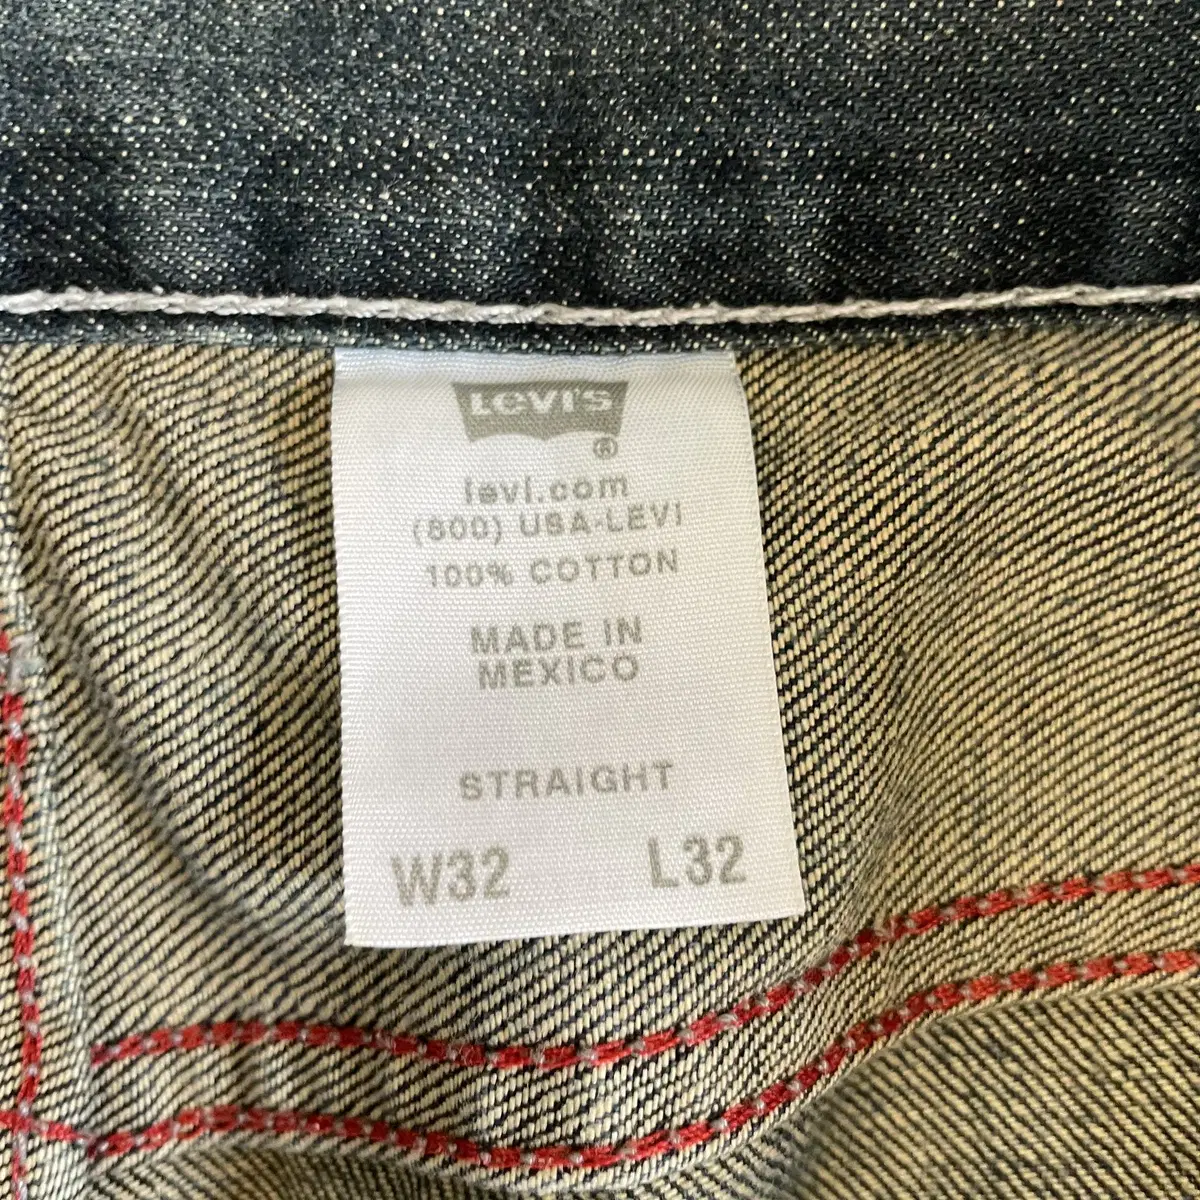 LEVI'S
®
levi.com
(800) USA-LEVI
100% COTTON
MADE IN
MEXICO
STRAIGHT
W32 L32